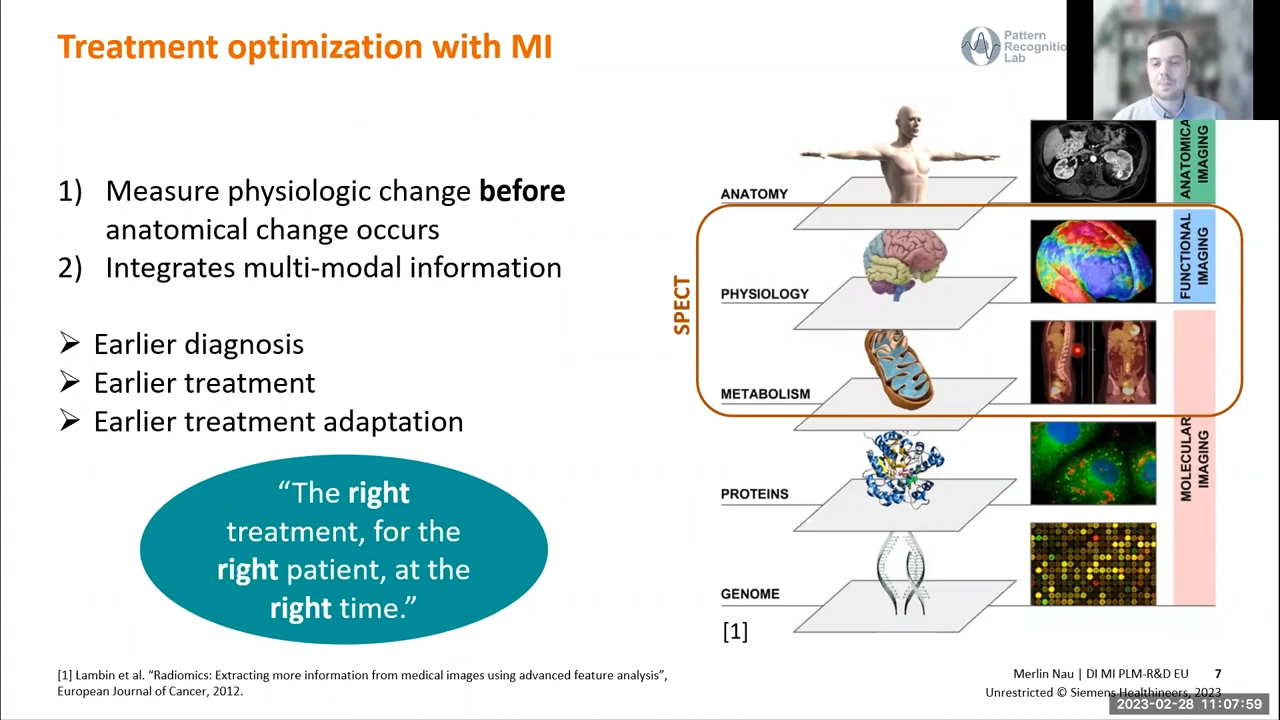 Treatment optimization with MI
Pattern
Recognitio
Lab
1) Measure physiologic change before
anatomical change occurs
2) Integrates multi-modal information
➢ Earlier diagnosis
➢ Earlier treatment
➢ Earlier treatment adaptation
“The right
treatment, for the
right patient, at the
right time.”
SPECT
ANATOMY
PHYSIOLOGY
METABOLISM
PROTEINS
GENOME
ANATOMICA
IMAGING
FUNCTIONAL
IMAGING
MOLECULAR
IMAGING
[1]
[1] Lambin et al. “Radiomics: Extracting more information from medical images using advanced feature analysis”,
European Journal of Cancer, 2012.
Merlin Nau | DI MI PLM-R&D EU 7
Unrestricted © Siemens Healthineers, 2023
2023-02-28 11:07:59